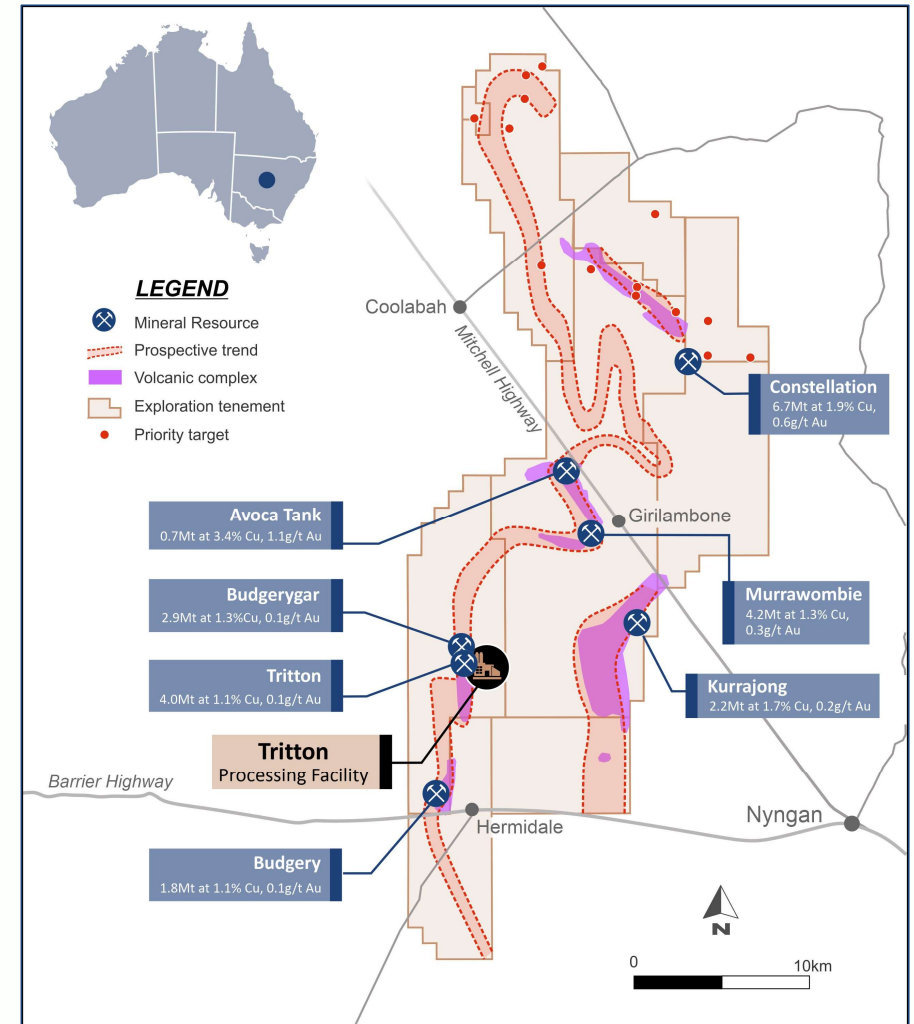 LEGEND
Mineral Resource
Prospective trend
Volcanic complex
Exploration tenement
Priority target
Coolabah
Mitchell Highway
Constellation
6.7Mt at 1.9% Cu,
0.6g/t Au
Avoca Tank
0.7Mt at 3.4% Cu, 1.1g/t Au
Girilambone
Budgerygar
2.9Mt at 1.3%Cu, 0.1g/t Au
Murrawombie
4.2Mt at 1.3% Cu,
0.3g/t Au
Tritton
4.0Mt at 1.1% Cu, 0.1g/t Au
Kurrajong
2.2Mt at 1.7% Cu, 0.2g/t Au
Tritton
Processing Facility
Barrier Highway
Nyngan
Hermidale
Budgery
1.8Mt at 1.1% Cu, 0.1g/t Au
N
0 10km